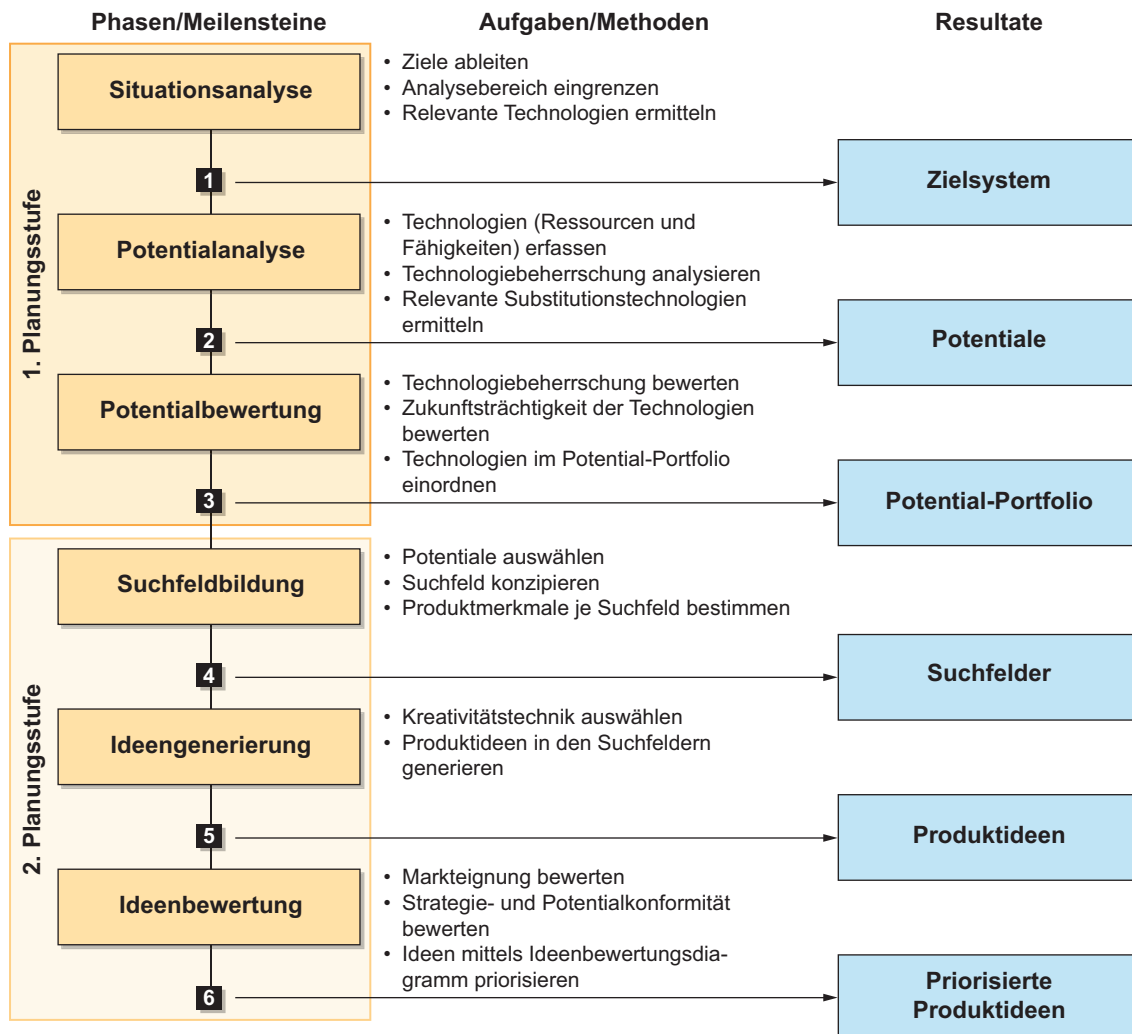 Phasen/Meilensteine
Aufgaben/Methoden
Resultate
1. Planungsstufe
Situationsanalyse
• Ziele ableiten
• Analysebereich eingrenzen
• Relevante Technologien ermitteln
1
Zielsystem
Potentialanalyse
• Technologien (Ressourcen und
Fähigkeiten) erfassen
• Technologiebeherrschung analysieren
• Relevante Substitutionstechnologien
ermitteln
2
Potentiale
Potentialbewertung
• Technologiebeherrschung bewerten
• Zukunftsträchtigkeit der Technologien
bewerten
• Technologien im Potential-Portfolio
einordnen
3
Potential-Portfolio
2. Planungsstufe
Suchfeldbildung
• Potentiale auswählen
• Suchfeld konzipieren
• Produktmerkmale je Suchfeld bestimmen
4
Suchfelder
Ideengenerierung
• Kreativitätstechnik auswählen
• Produktideen in den Suchfeldern
generieren
5
Produktideen
Ideenbewertung
• Markteignung bewerten
• Strategie- und Potentialkonformität
bewerten
• Ideen mittels Ideenbewertungsdia-
gramm priorisieren
6
Priorisierte
Produktideen